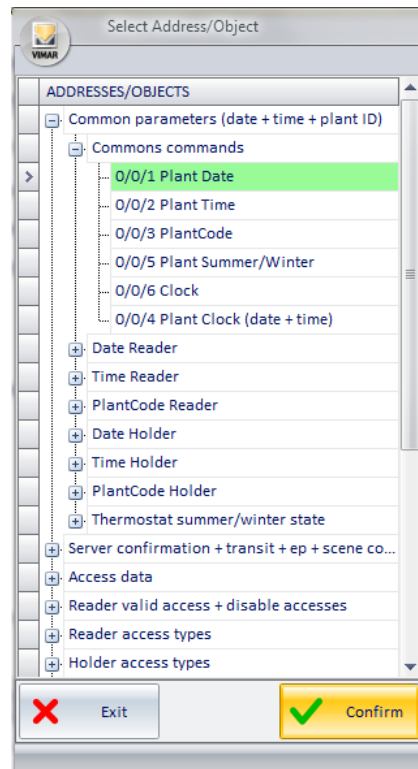 Select Address/Object
VIMAR
ADDRESSES/OBJECTS
Common parameters (date + time + plant ID)
Commons commands
0/0/1 Plant Date
0/0/2 Plant Time
0/0/3 PlantCode
0/0/5 Plant Summer/Winter
0/0/6 Clock
0/0/4 Plant Clock (date + time)
Date Reader
Time Reader
PlantCode Reader
Date Holder
Time Holder
PlantCode Holder
Thermostat summer/winter state
Server confirmation + transit + ep + scene co...
Access data
Reader valid access + disable accesses
Reader access types
Holder access types
Exit
Confirm